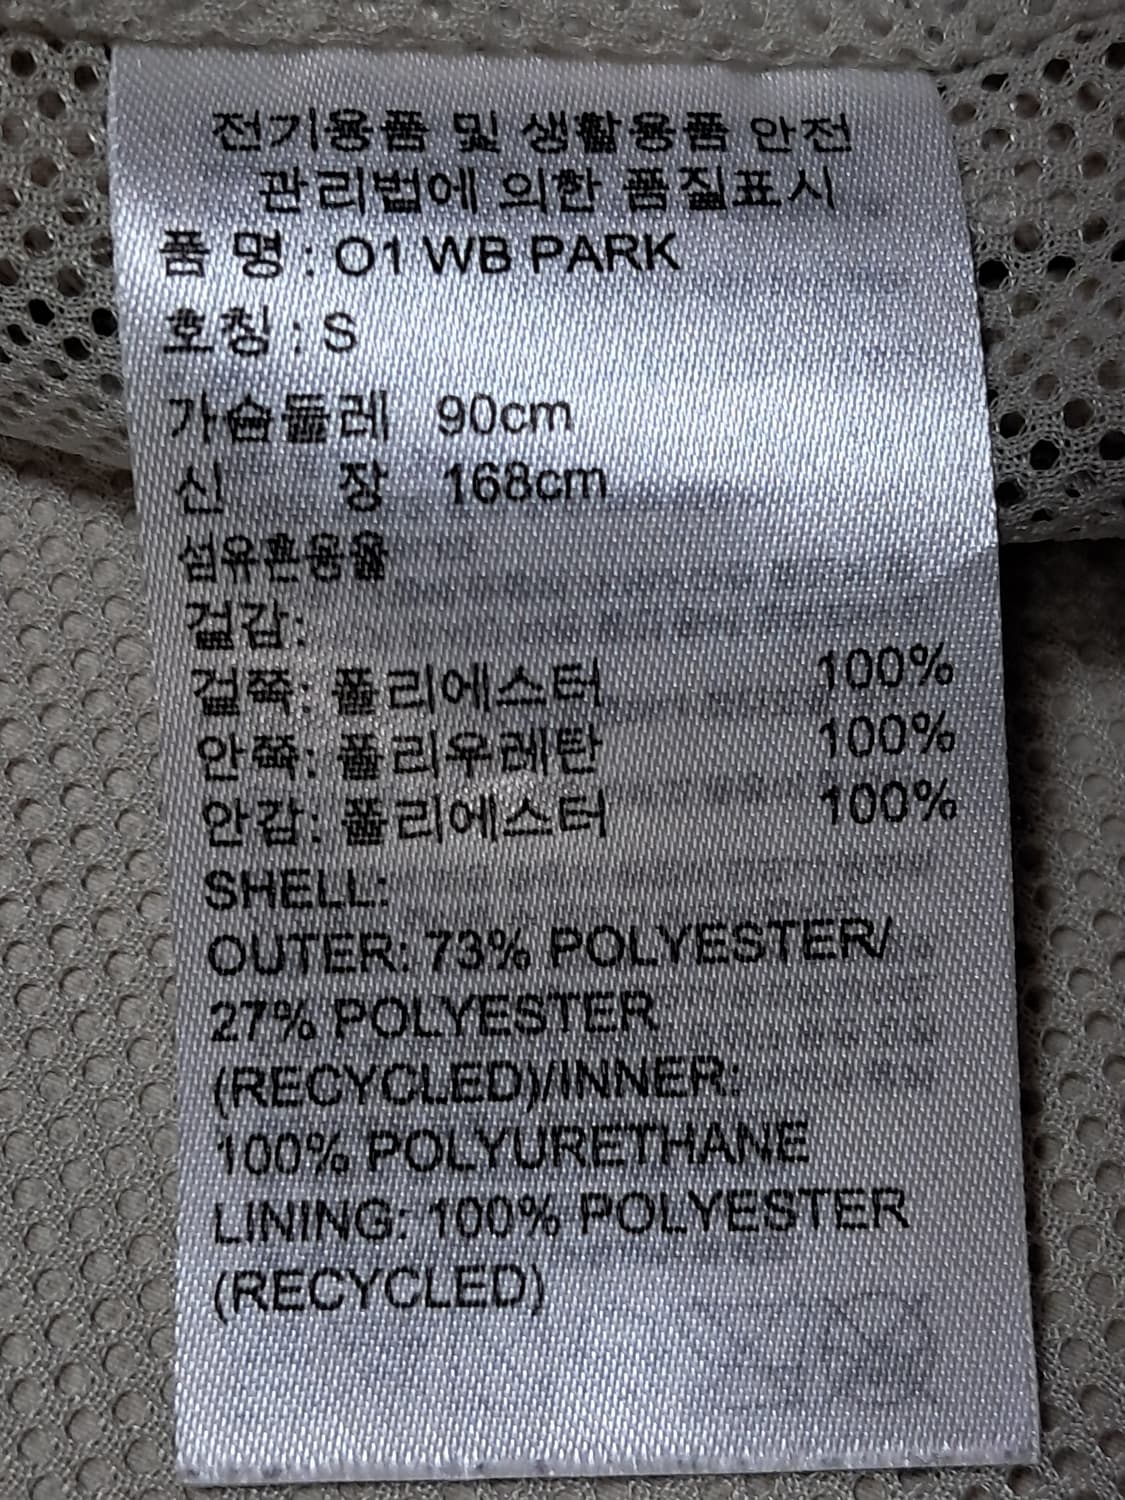 전기용품 및 생활용품 안전
관리법에 의한 품질표시
품 명 : O1 WB PARK
호칭 : S
가슴둘레 90cm
신 장 168cm
섬유혼용율
겉감:
겉쪽: 폴리에스터 100%
안쪽: 폴리우레탄 100%
안감: 폴리에스터 100%
SHELL:
OUTER: 73% POLYESTER/
27% POLYESTER
(RECYCLED)/INNER:
100% POLYURETHANE
LINING: 100% POLYESTER
(RECYCLED)